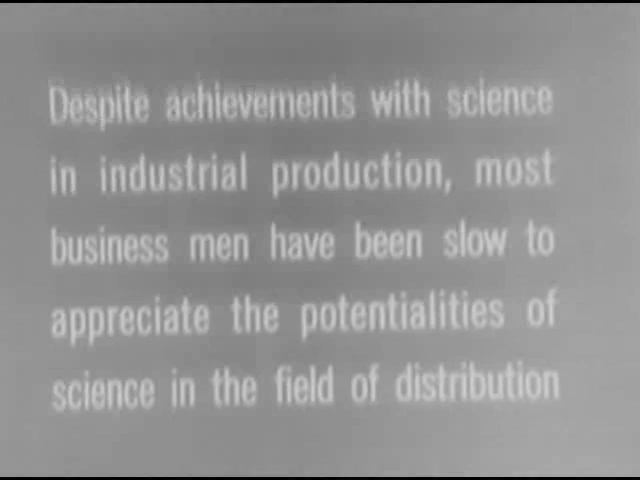 Despite achievements with science
in industrial production, most
business men have been slow to
appreciate the potentialities of
science in the field of distribution